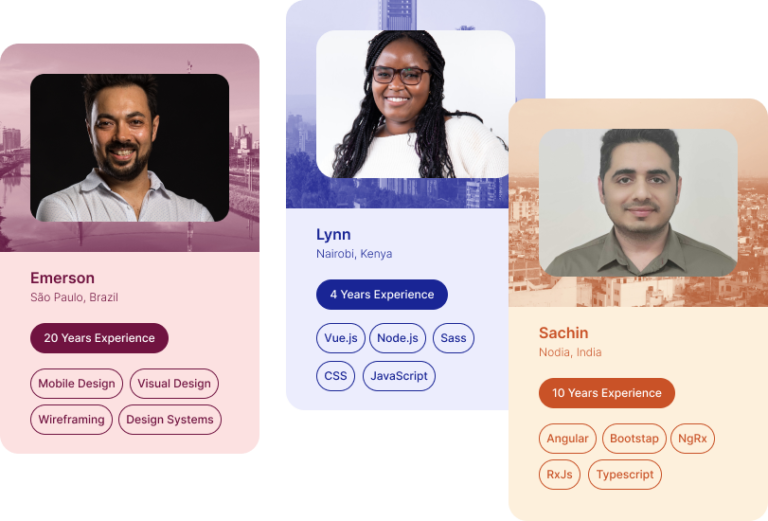 Emerson
São Paulo, Brazil
20 Years Experience
Mobile Design
Visual Design
Wireframing
Design Systems
Lynn
Nairobi, Kenya
4 Years Experience
Vue.js
Node.js
Sass
CSS
JavaScript
Sachin
Nodia, India
10 Years Experience
Angular
Bootstap
NgRx
RxJs
Typescript